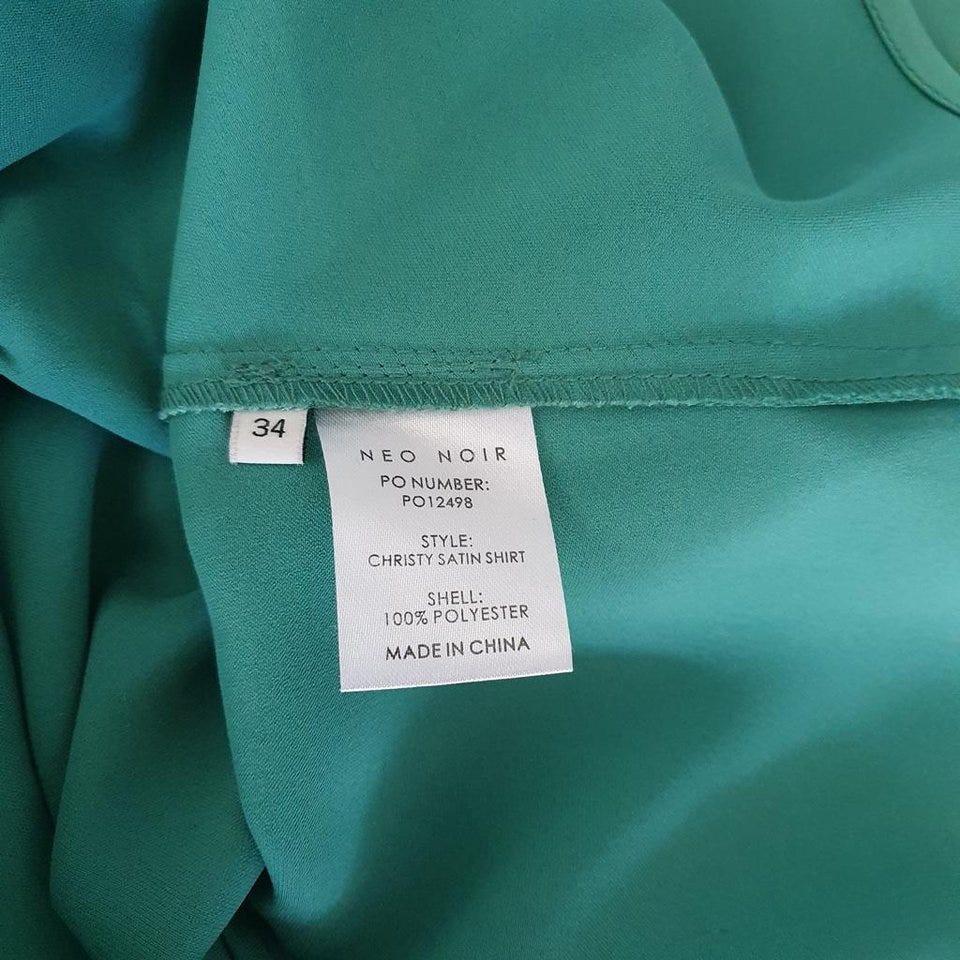 34
NEO NOIR
PO NUMBER:
PO12498
STYLE:
CHRISTY SATIN SHIRT
SHELL:
100% POLYESTER
MADE IN CHINA